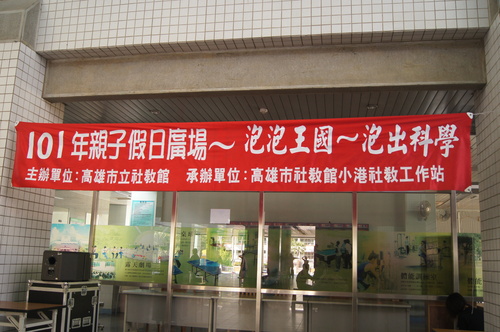 101年親子假日廣場～ 泡泡王國～泡出科學
主辦單位：高雄市立社教館 承辦單位：高雄市社教館小港社教工作站